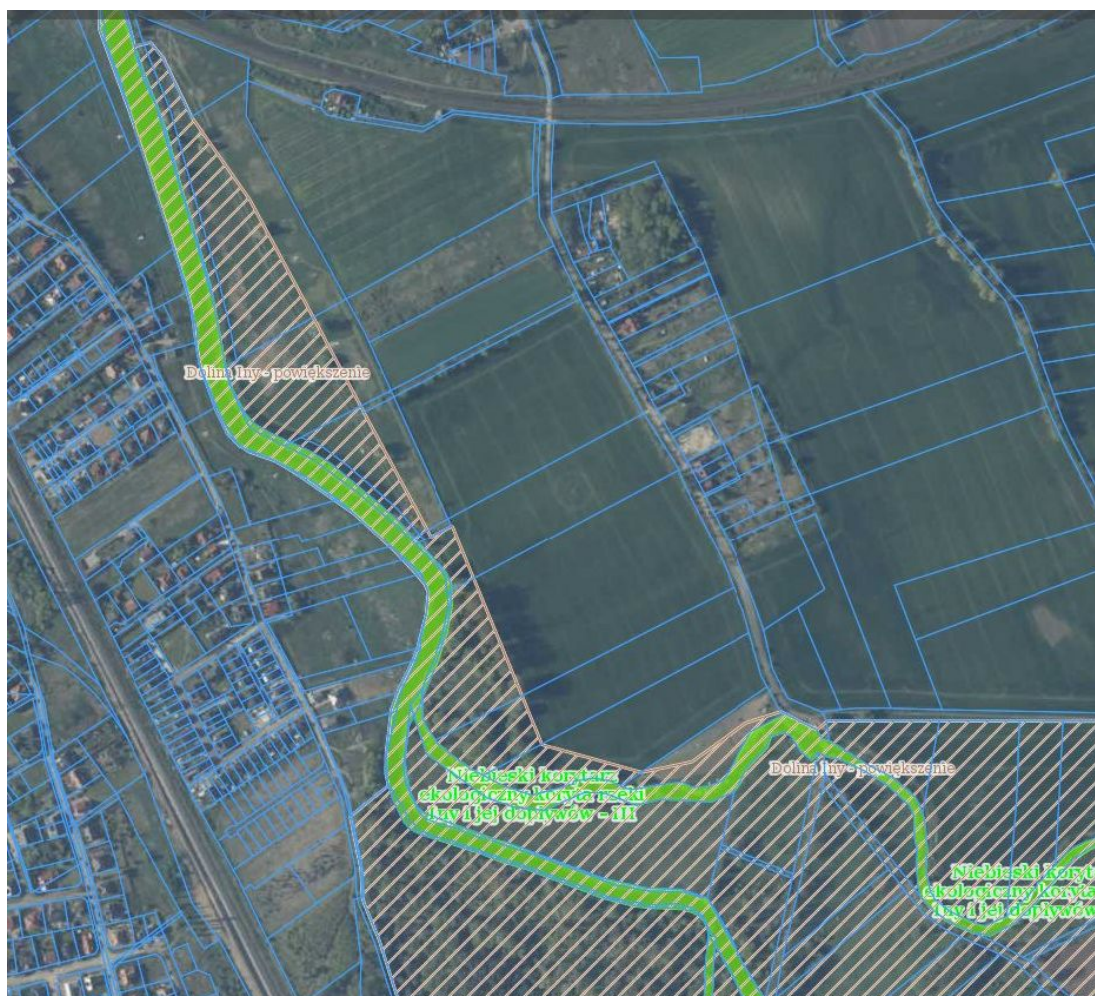 Dolina Iny - powiększenie
Niebieski korytarz
ekologiczny koryta rzeki
Iny i jej dopływów - III
Dolina Iny - powiększenie
Niebieski koryt
ekologiczny koryta
Iny i jej dopływów